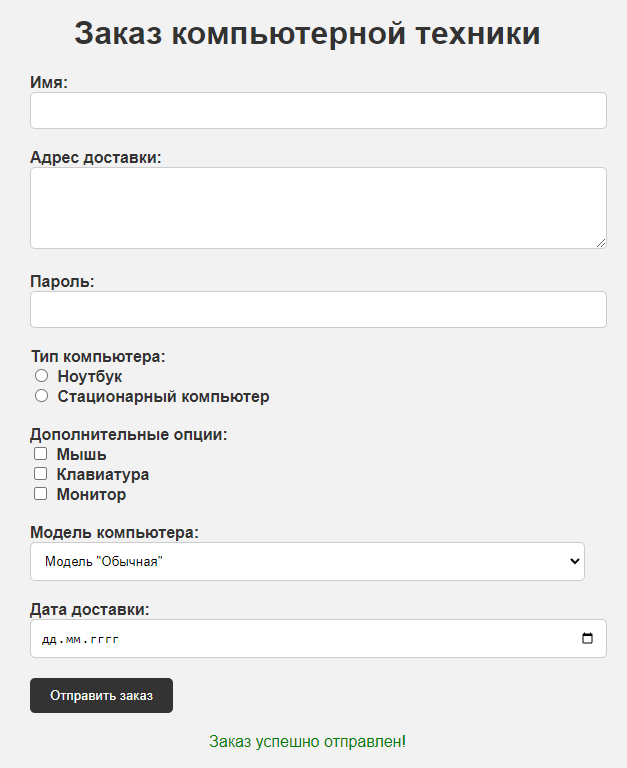 Заказ компьютерной техники
Имя:
Адрес доставки:
Пароль:
Тип компьютера:
Ноутбук
Стационарный компьютер
Дополнительные опции:
Мышь
Клавиатура
Монитор
Модель компьютера:
Модель "Обычная"
Дата доставки:
дд.мм.гггг
Отправить заказ
Заказ успешно отправлен!